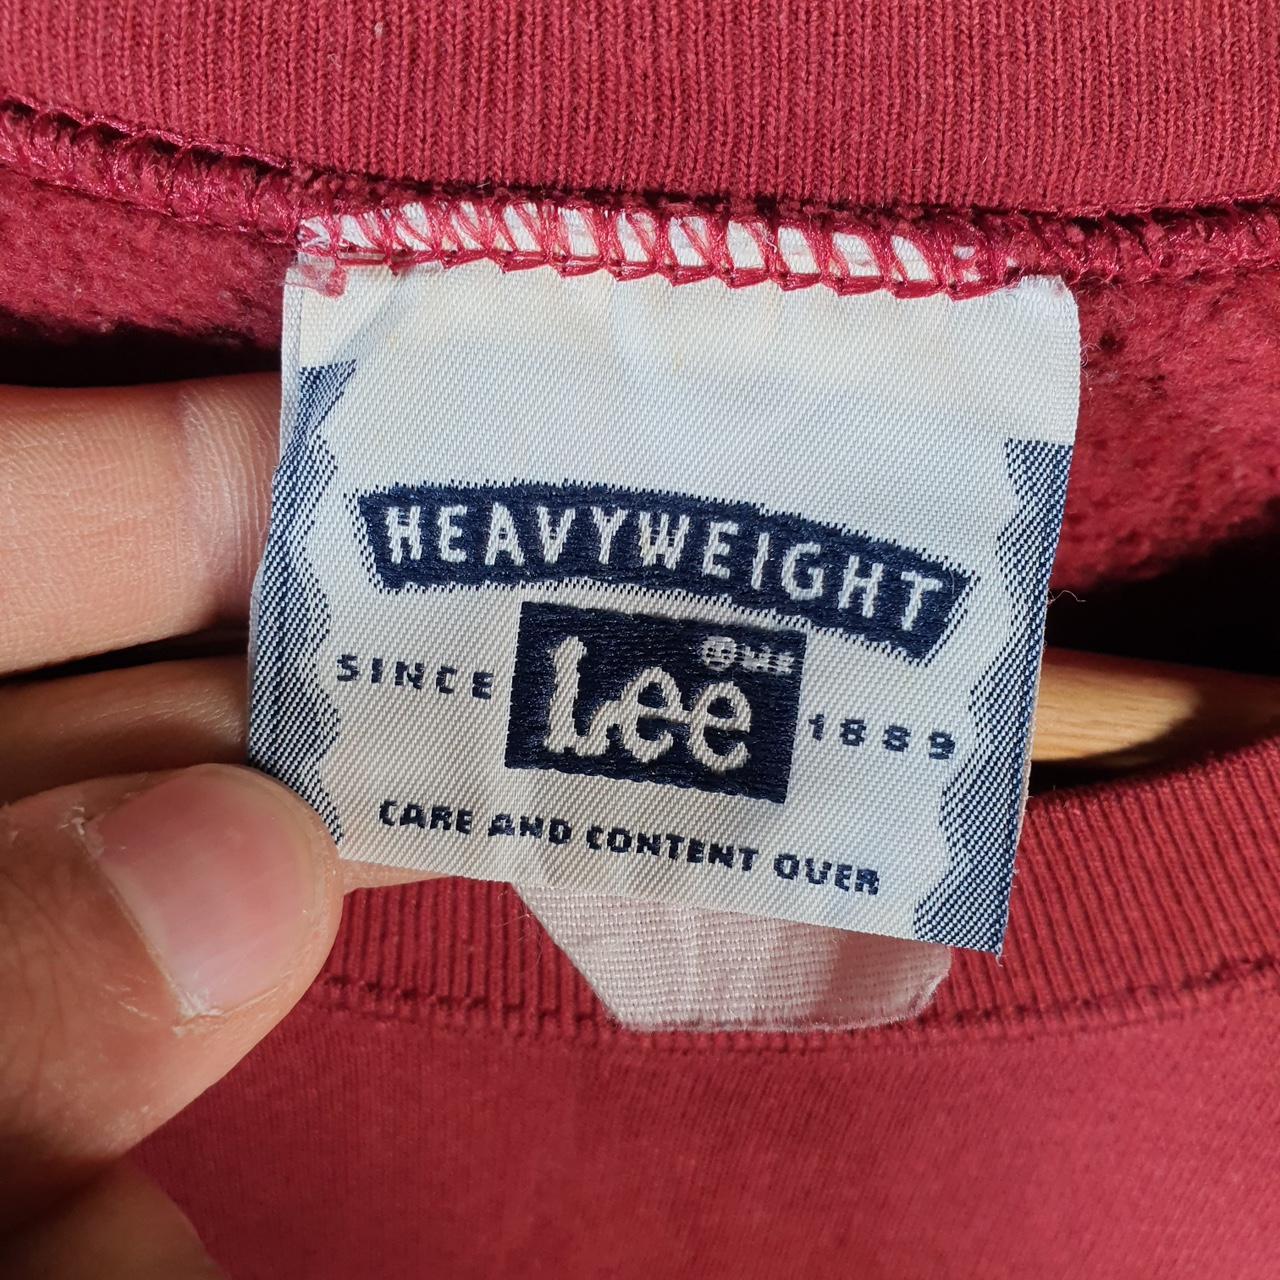 HEAVYWEIGHT
SINCE Lee 1889
CARE AND CONTENT OVER